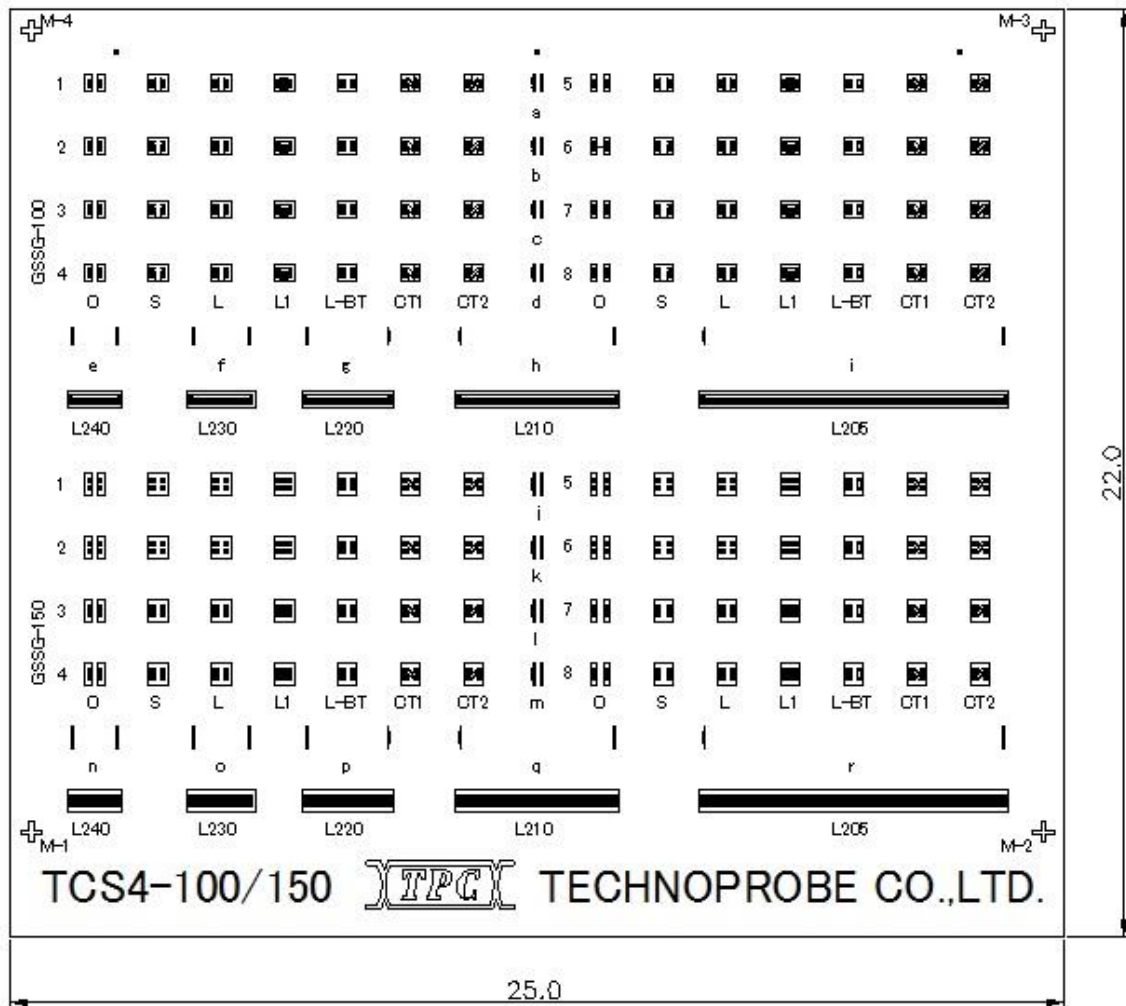 M-4 M-3
1 5
a
2 6
b
GSSG-100
3 7
c
4 8
O S L L1 L-BT CT1 CT2 d O S L L1 L-BT CT1 CT2
e f g h i
L240 L230 L220 L210 L205
1 5
j
2 6
k
GSSG-150
3 7
l
4 8
O S L L1 L-BT CT1 CT2 m O S L L1 L-BT CT1 CT2
n o p q r
L240 L230 L220 L210 L205
M-1 M-2
TCS4-100/150 TPC TECHNOPROBE CO.,LTD.
22.0
25.0